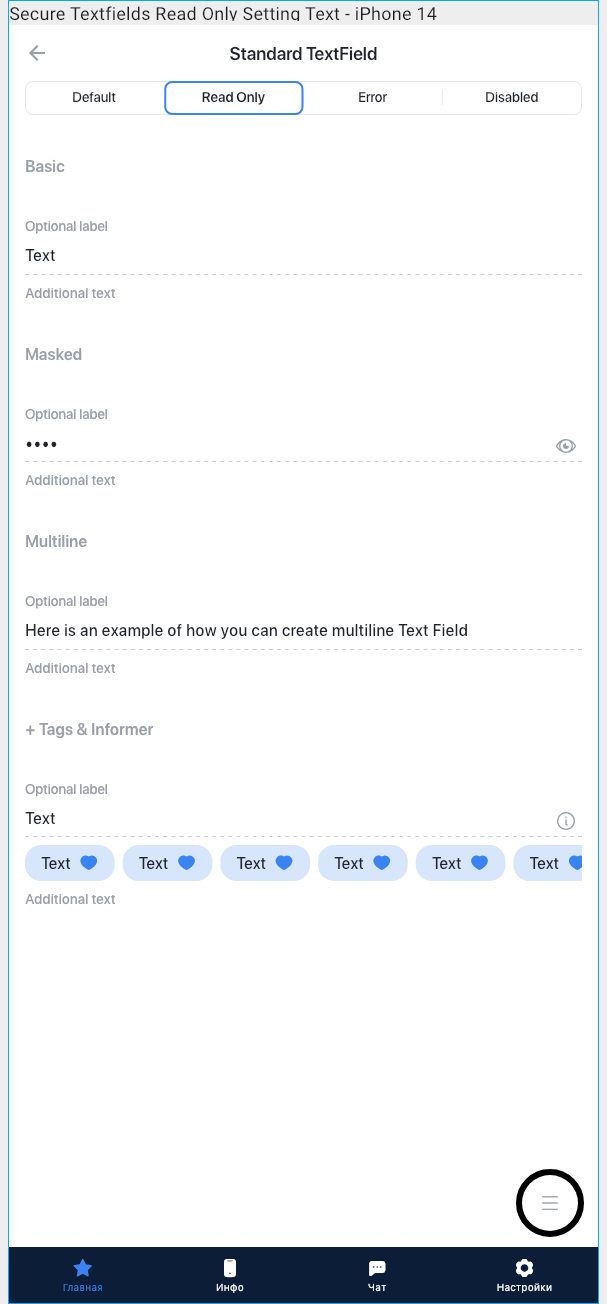 Secure Textfields Read Only Setting Text - iPhone 14
Standard TextField
Default Read Only Error Disabled
Basic
Optional label
Text
Additional text
Masked
Optional label
••••
Additional text
Multiline
Optional label
Here is an example of how you can create multiline Text Field
Additional text
+ Tags & Informer
Optional label
Text
Text Text Text Text Text Text
Additional text
Главная Инфо Чат Настройки